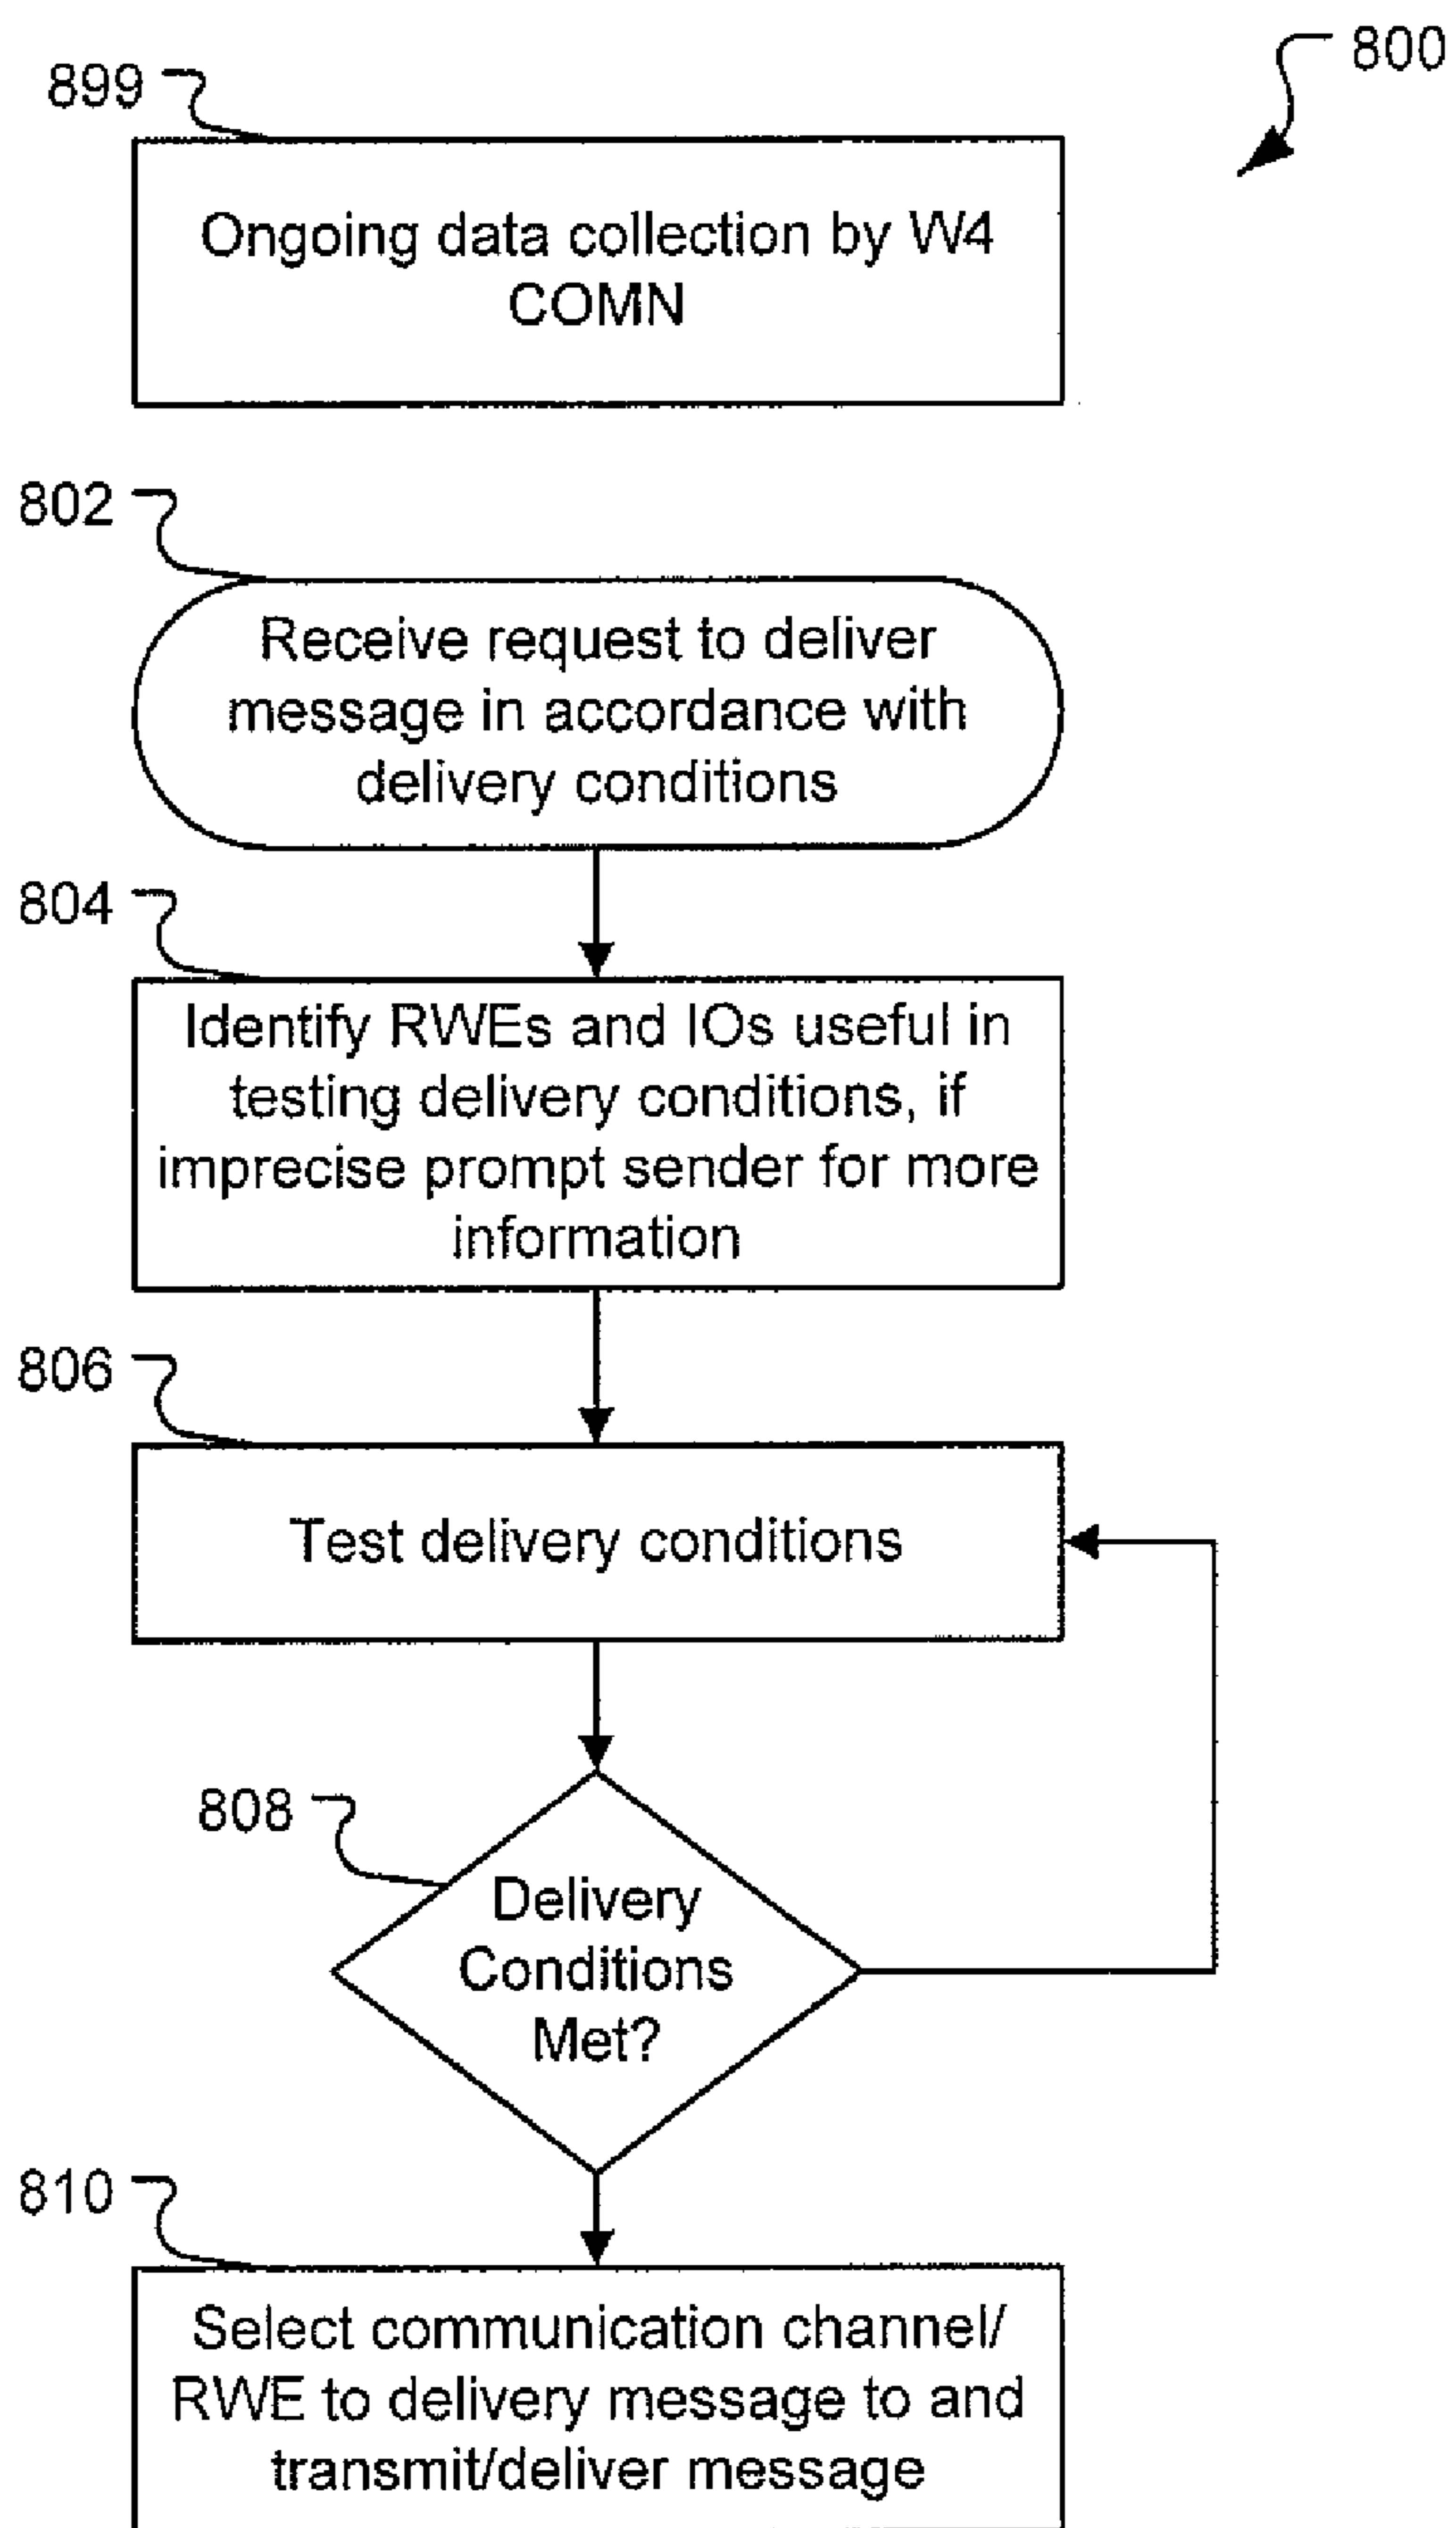 800
899
Ongoing data collection by W4
COMN
802
Receive request to deliver
message in accordance with
delivery conditions
804
Identify RWEs and IOs useful in
testing delivery conditions, if
imprecise prompt sender for more
information
806
Test delivery conditions
808
Delivery
Conditions
Met?
810
Select communication channel/
RWE to delivery message to and
transmit/deliver message